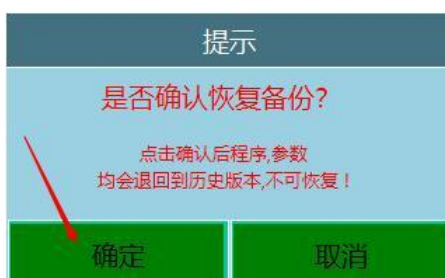 提示
是否确认恢复备份?
点击确认后程序,参数
均会退回到历史版本,不可恢复！
确定
取消